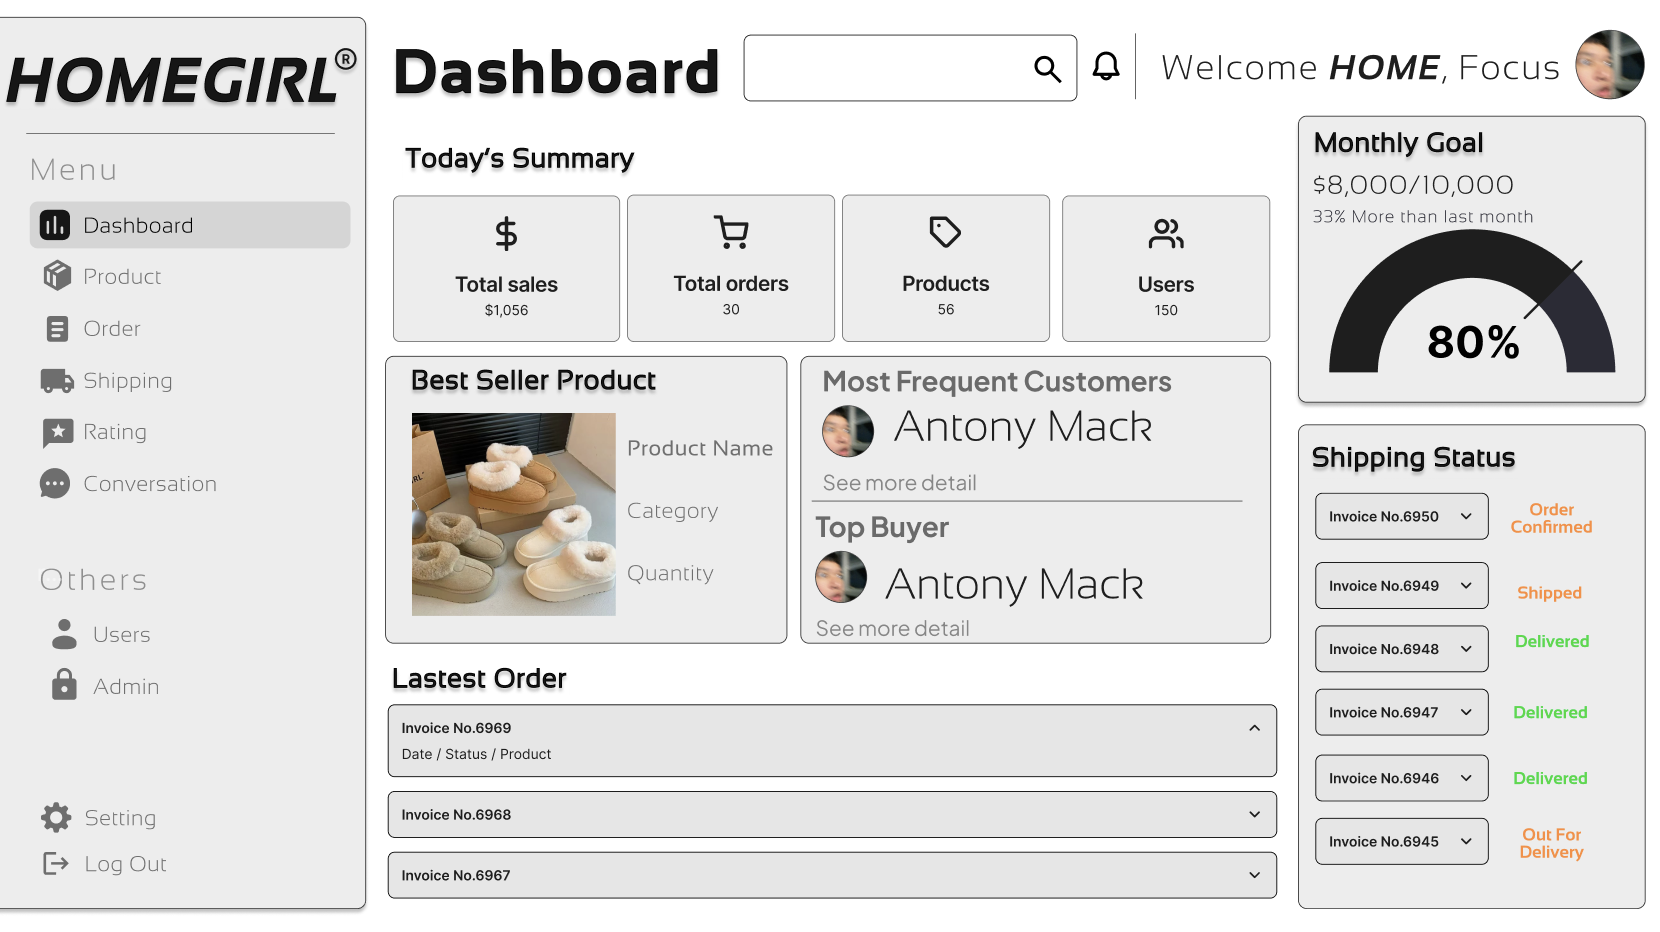 HOMEGIRL®
Menu
Dashboard
Product
Order
Shipping
Rating
Conversation
Others
Users
Admin
Setting
Log Out
Dashboard
Welcome HOME, Focus
Today's Summary
Total sales
$1,056
Total orders
30
Products
56
Users
150
Best Seller Product
Product Name
Category
Quantity
Most Frequent Customers
Antony Mack
See more detail
Top Buyer
Antony Mack
See more detail
Lastest Order
Invoice No.6969
Date / Status / Product
Invoice No.6968
Invoice No.6967
Monthly Goal
$8,000/10,000
33% More than last month
80%
Shipping Status
Invoice No.6950
Order
Confirmed
Invoice No.6949
Shipped
Invoice No.6948
Delivered
Invoice No.6947
Delivered
Invoice No.6946
Delivered
Invoice No.6945
Out For
Delivery